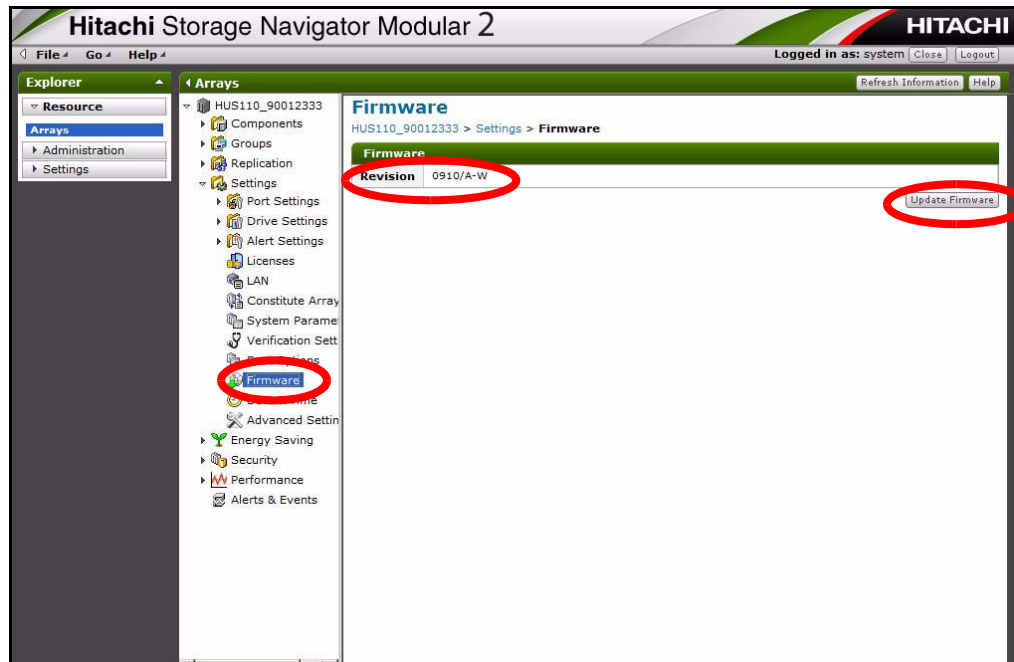 Hitachi Storage Navigator Modular 2
HITACHI
File Go Help
Logged in as: system Close Logout
Explorer
Resource
Arrays
Administration
Settings
Arrays
Refresh Information Help
HUS110_90012333
Components
Groups
Replication
Settings
Port Settings
Drive Settings
Alert Settings
Licenses
LAN
Constitute Array
System Parame
Verification Sett
Firmware
Advanced Settin
Energy Saving
Security
Performance
Alerts & Events
Firmware
HUS110_90012333 > Settings > Firmware
Firmware
Revision 0910/A-W
Update Firmware